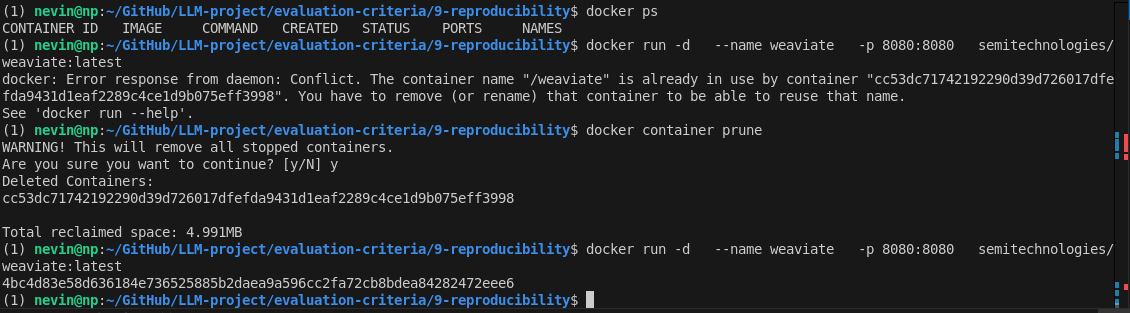 (1) nevin@np:~/GitHub/LLM-project/evaluation-criteria/9-reproducibility$ docker ps
CONTAINER ID   IMAGE     COMMAND   CREATED   STATUS    PORTS     NAMES
(1) nevin@np:~/GitHub/LLM-project/evaluation-criteria/9-reproducibility$ docker run -d   --name weaviate   -p 8080:8080   semitechnologies/
weaviate:latest
docker: Error response from daemon: Conflict. The container name "/weaviate" is already in use by container "cc53dc71742192290d39d726017dfe
fda9431d1eaf2289c4ce1d9b075eff3998". You have to remove (or rename) that container to be able to reuse that name.
See 'docker run --help'.
(1) nevin@np:~/GitHub/LLM-project/evaluation-criteria/9-reproducibility$ docker container prune
WARNING! This will remove all stopped containers.
Are you sure you want to continue? [y/N] y
Deleted Containers:
cc53dc71742192290d39d726017dfefda9431d1eaf2289c4ce1d9b075eff3998

Total reclaimed space: 4.991MB
(1) nevin@np:~/GitHub/LLM-project/evaluation-criteria/9-reproducibility$ docker run -d   --name weaviate   -p 8080:8080   semitechnologies/
weaviate:latest
4bc4d83e58d636184e736525885b2daea9a596cc2fa72cb8bdea84282472eee6
(1) nevin@np:~/GitHub/LLM-project/evaluation-criteria/9-reproducibility$